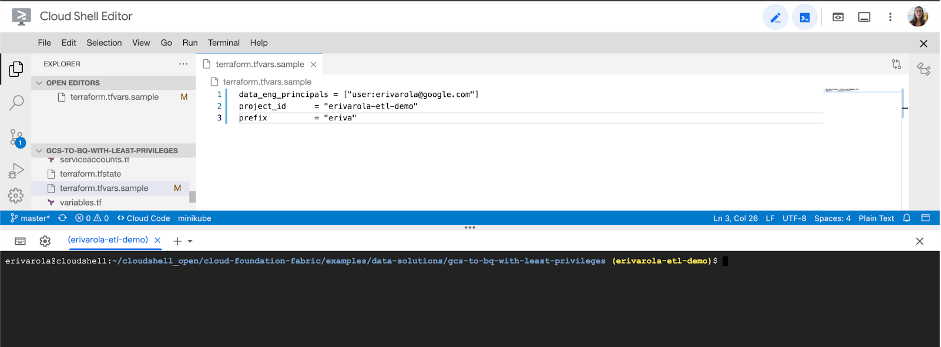 Cloud Shell Editor
File Edit Selection View Go Run Terminal Help
EXPLORER
OPEN EDITORS
terraform.tfvars.sample M
GCS-TO-BQ-WITH-LEAST-PRIVILEGES
serviceaccounts.tf
terraform.tfstate
terraform.tfvars.sample M
variables.tf
1
terraform.tfvars.sample
terraform.tfvars.sample
1 data_eng_principals = ["user:erivarola@google.com"]
2 project_id = "erivarola-etl-demo"
3 prefix = "eriva"
master* 0 0 Cloud Code minikube Ln 3, Col 26 LF UTF-8 Spaces: 4 Plain Text
(erivarola-etl-demo)
erivarola@cloudshell:~/cloudshell_open/cloud-foundation-fabric/examples/data-solutions/gcs-to-bq-with-least-privileges (erivarola-etl-demo)$